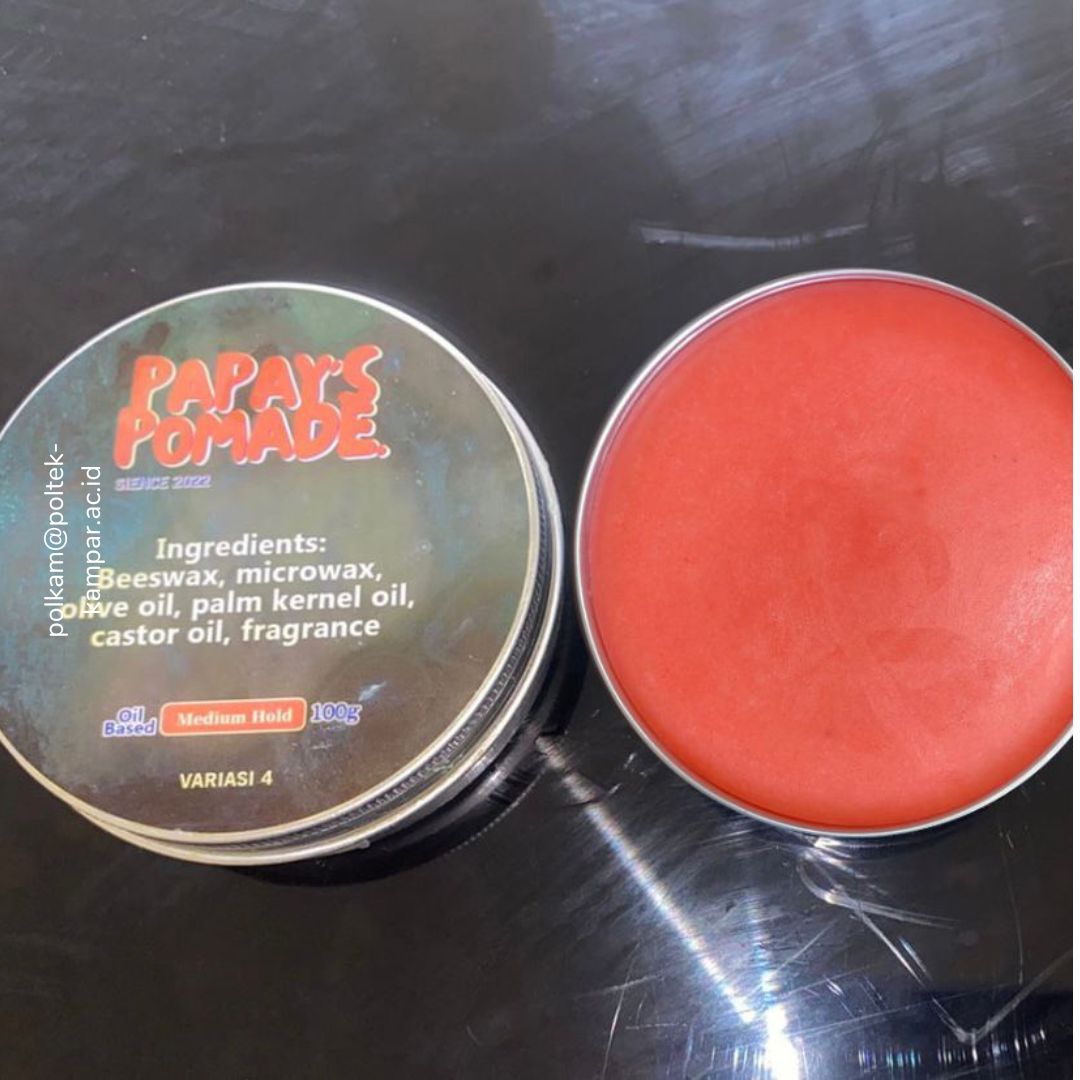 PAPAY'S
POMADE.
SIENCE 2022
Ingredients:
Beeswax, microwax,
olive oil, palm kernel oil,
castor oil, fragrance
Oil
Based
Medium Hold
100g
VARIASI 4
polkam@poltek-
kampar.ac.id